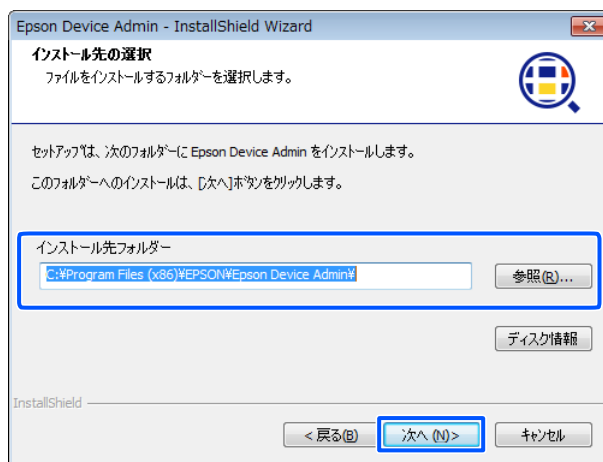 Epson Device Admin - InstallShield Wizard
インストール先の選択
ファイルをインストールするフォルダーを選択します。
セットアップは、次のフォルダーに Epson Device Admin をインストールします。
このフォルダーへのインストールは、[次へ]ボタンをクリックします。
インストール先フォルダー
C:¥Program Files (x86)¥EPSON¥Epson Device Admin¥
参照(R)...
ディスク情報
InstallShield
< 戻る(B)
次へ (N)>
キャンセル